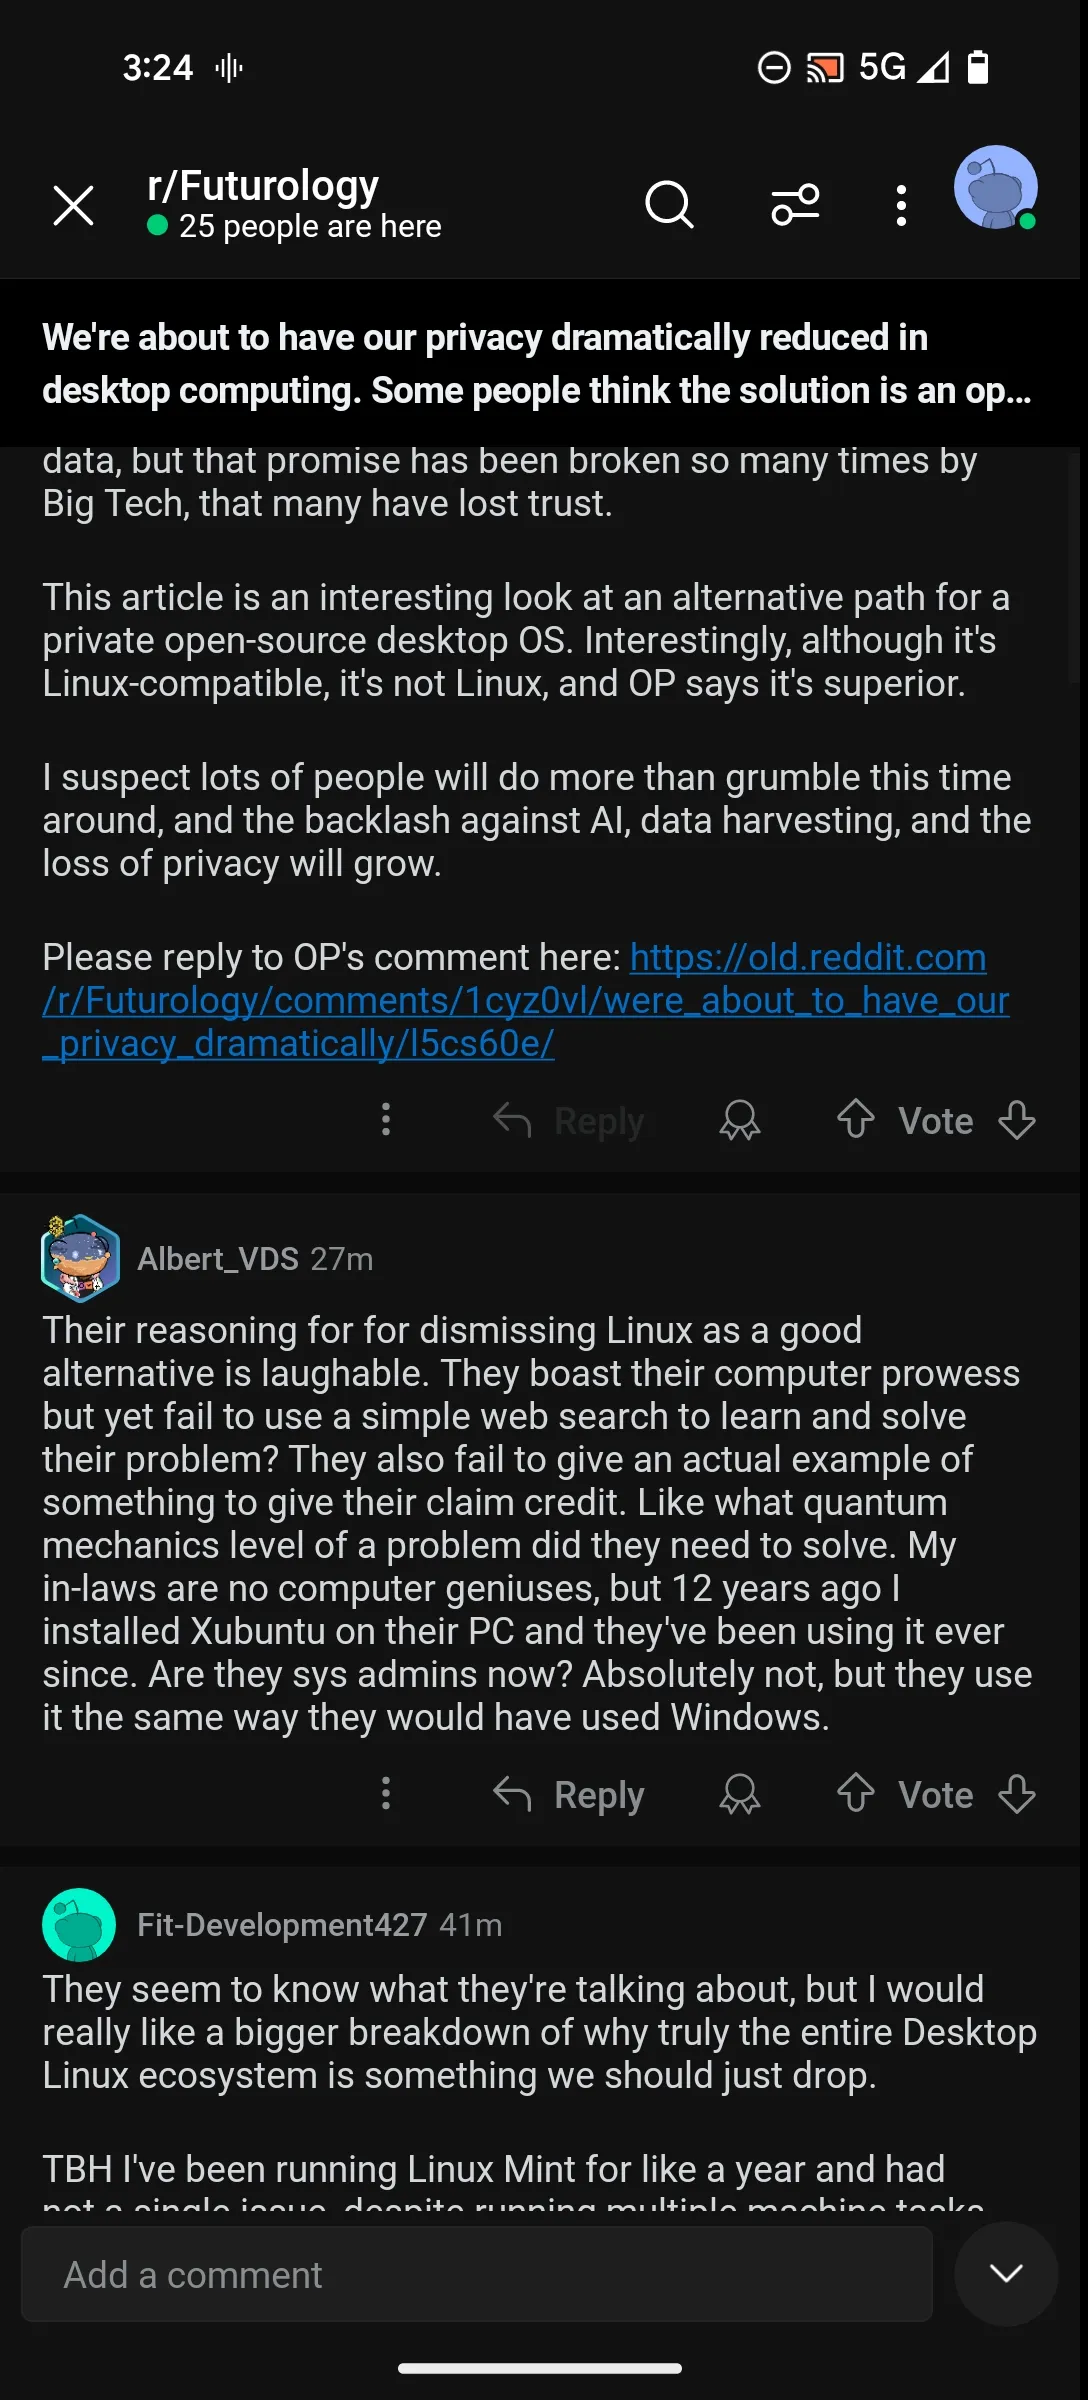 3:24
5G
r/Futurology
25 people are here
We're about to have our privacy dramatically reduced in
desktop computing. Some people think the solution is an op...
data, but that promise has been broken so many times by
Big Tech, that many have lost trust.
This article is an interesting look at an alternative path for a
private open-source desktop OS. Interestingly, although it's
Linux-compatible, it's not Linux, and OP says it's superior.
I suspect lots of people will do more than grumble this time
around, and the backlash against AI, data harvesting, and the
loss of privacy will grow.
Please reply to OP's comment here: https://old.reddit.com
/r/Futurology/comments/1cyz0vl/were_about_to_have_our
_privacy_dramatically/l5cs60e/
Reply Vote
Albert_VDS 27m
Their reasoning for for dismissing Linux as a good
alternative is laughable. They boast their computer prowess
but yet fail to use a simple web search to learn and solve
their problem? They also fail to give an actual example of
something to give their claim credit. Like what quantum
mechanics level of a problem did they need to solve. My
in-laws are no computer geniuses, but 12 years ago I
installed Xubuntu on their PC and they've been using it ever
since. Are they sys admins now? Absolutely not, but they use
it the same way they would have used Windows.
Reply Vote
Fit-Development427 41m
They seem to know what they're talking about, but I would
really like a bigger breakdown of why truly the entire Desktop
Linux ecosystem is something we should just drop.
TBH I've been running Linux Mint for like a year and had
not a single issue, despite running multiple machine tasks
Add a comment